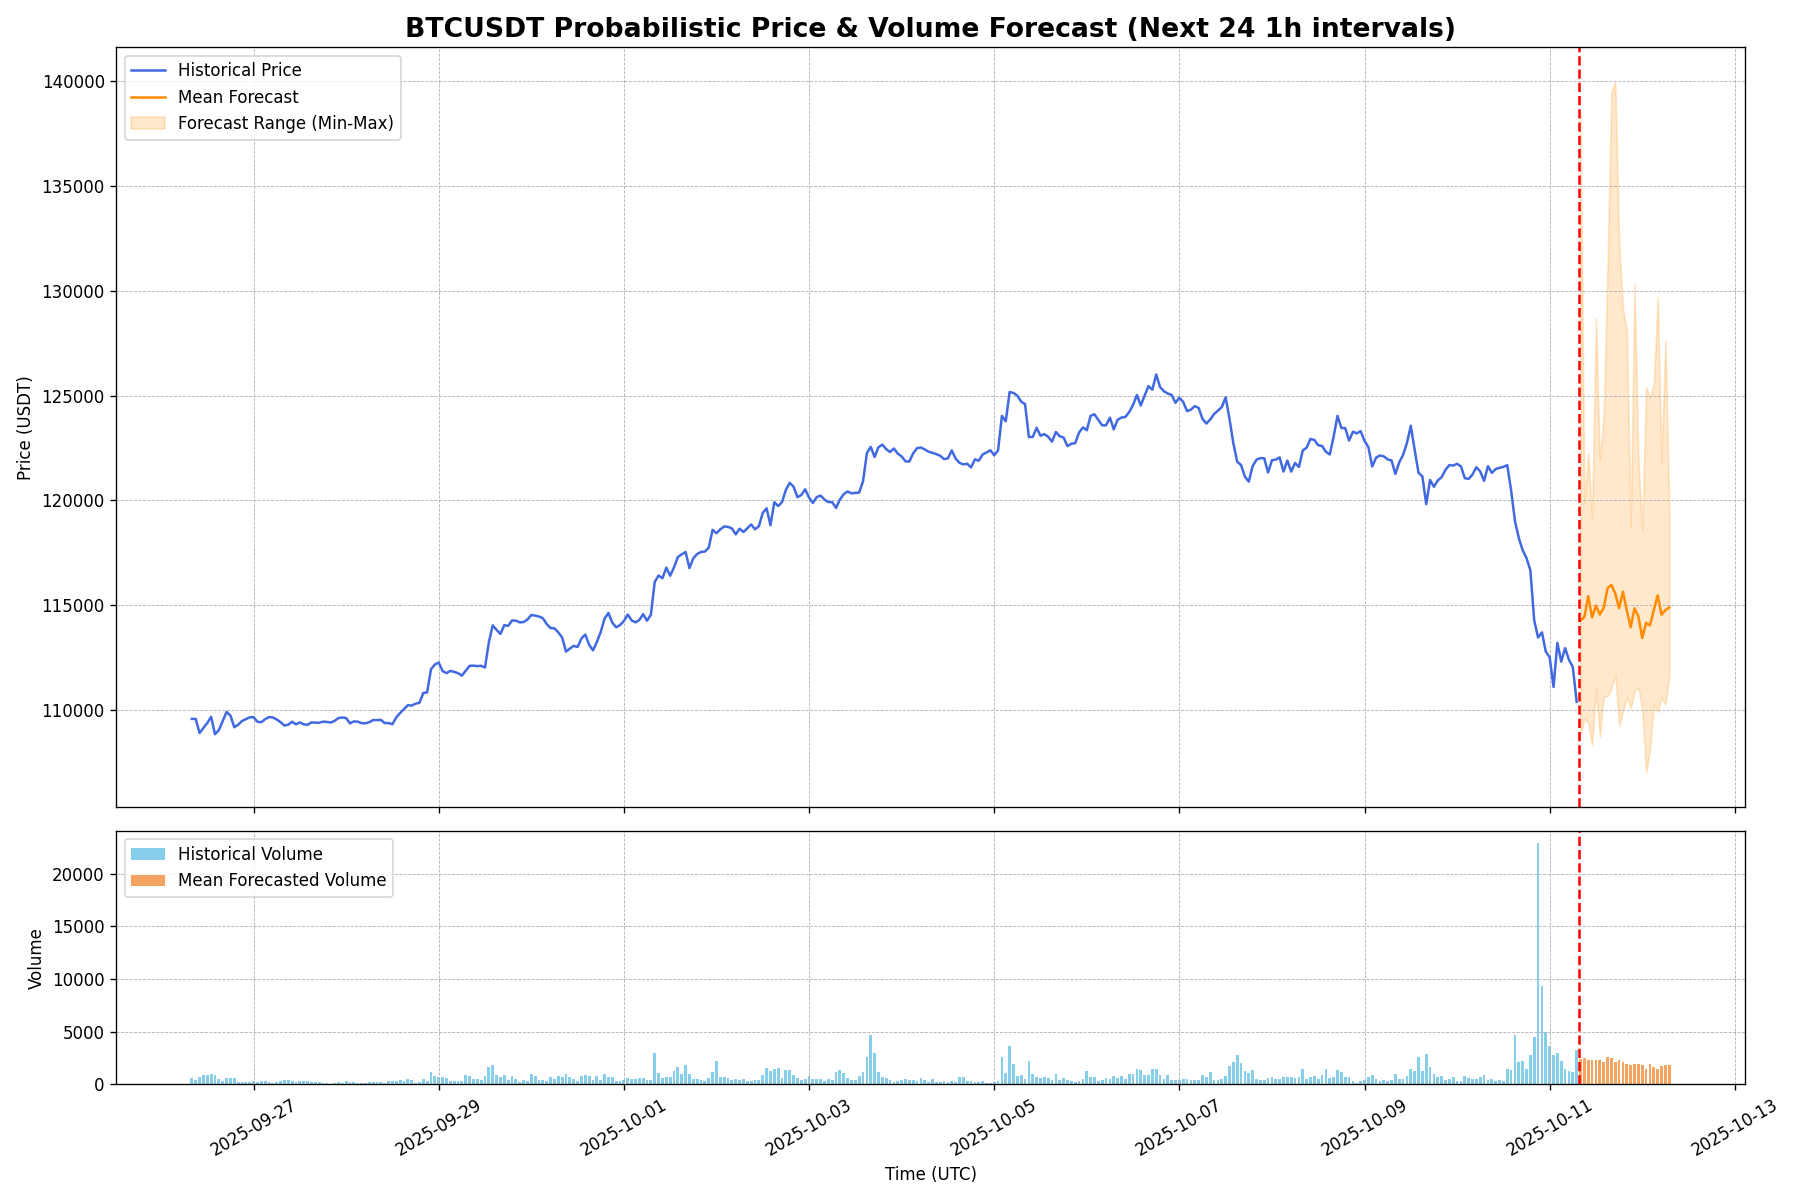 BTCUSDT Probabilistic Price & Volume Forecast (Next 24 1h intervals)
Historical Price
Mean Forecast
Forecast Range (Min-Max)
Price (USDT)
140000
135000
130000
125000
120000
115000
110000
Historical Volume
Mean Forecasted Volume
Volume
20000
15000
10000
5000
0
2025-09-27
2025-09-29
2025-10-01
2025-10-03
2025-10-05
2025-10-07
2025-10-09
2025-10-11
2025-10-13
Time (UTC)